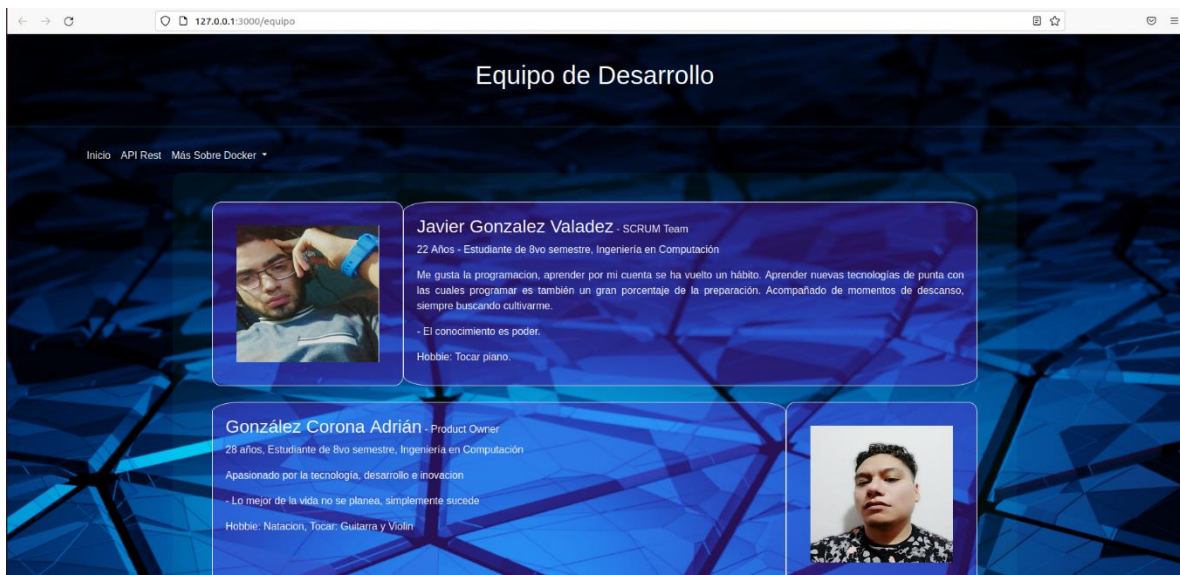 127.0.0.1:3000/equipo
Equipo de Desarrollo
Inicio API Rest Más Sobre Docker
Javier Gonzalez Valadez - SCRUM Team
22 Años - Estudiante de 8vo semestre, Ingeniería en Computación
Me gusta la programacion, aprender por mi cuenta se ha vuelto un hábito. Aprender nuevas tecnologías de punta con
las cuales programar es también un gran porcentaje de la preparación. Acompañado de momentos de descanso,
siempre buscando cultivarme.
- El conocimiento es poder.
Hobbie: Tocar piano.
González Corona Adrián - Product Owner
28 años, Estudiante de 8vo semestre, Ingeniería en Computación
Apasionado por la tecnología, desarrollo e inovacion
- Lo mejor de la vida no se planea, simplemente sucede
Hobbie: Natacion, Tocar: Guitarra y Violin